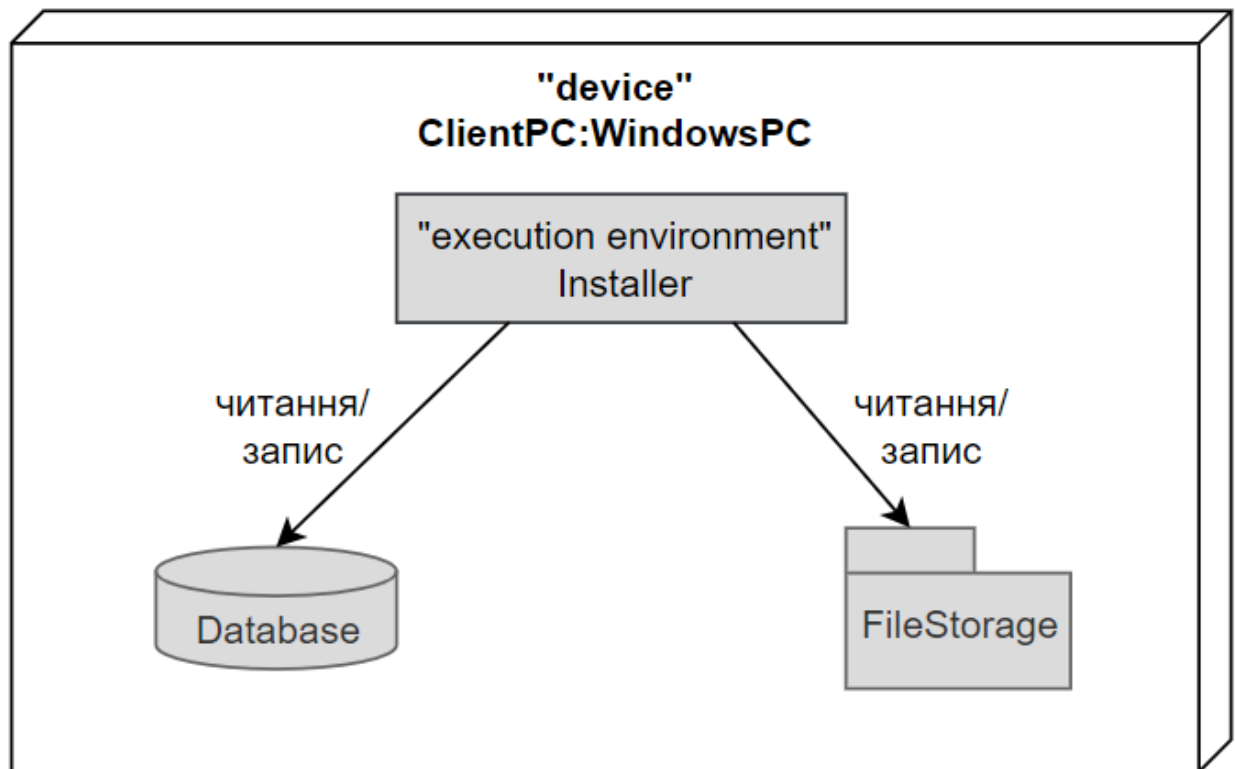 "device"
ClientPC:WindowsPC
"execution environment"
Installer
читання/
запис
читання/
запис
Database
FileStorage